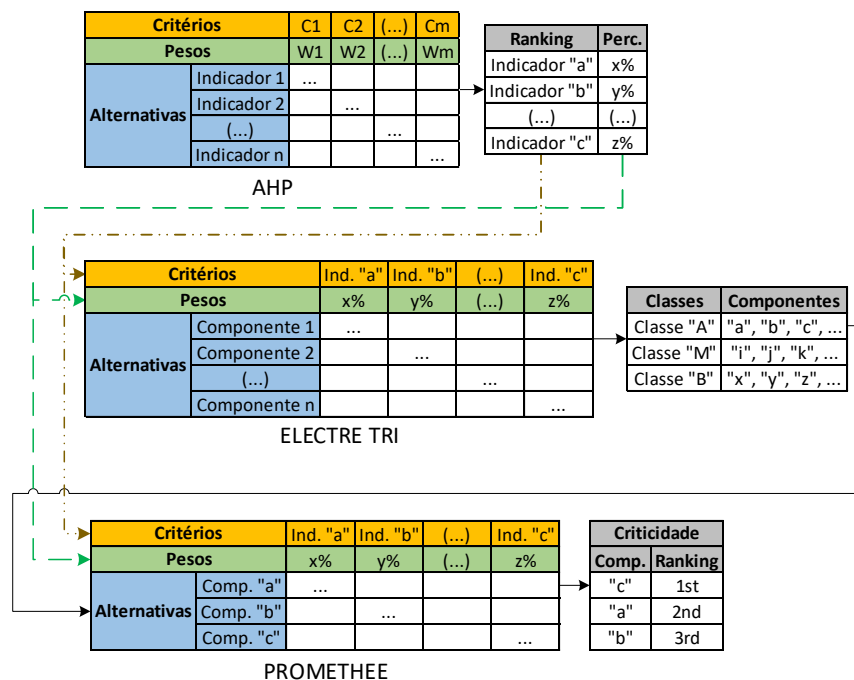 Critérios C1 C2 (...) Cm
Pesos W1 W2 (...) Wm
Alternativas
Indicador 1 ...
Indicador 2 ...
(...) ...
Indicador n ...
AHP
Ranking Perc.
Indicador "a" x%
Indicador "b" y%
(...) (...)
Indicador "c" z%
Critérios Ind. "a" Ind. "b" (...) Ind. "c"
Pesos x% y% (...) z%
Alternativas
Componente 1 ...
Componente 2 ...
(...) ...
Componente n ...
ELECTRE TRI
Classes Componentes
Classe "A" "a", "b", "c", ...
Classe "M" "i", "j", "k", ...
Classe "B" "x", "y", "z", ...
Critérios Ind. "a" Ind. "b" (...) Ind. "c"
Pesos x% y% (...) z%
Alternativas
Comp. "a" ...
Comp. "b" ...
Comp. "c" ...
PROMETHEE
Criticidade
Comp. Ranking
"c" 1st
"a" 2nd
"b" 3rd